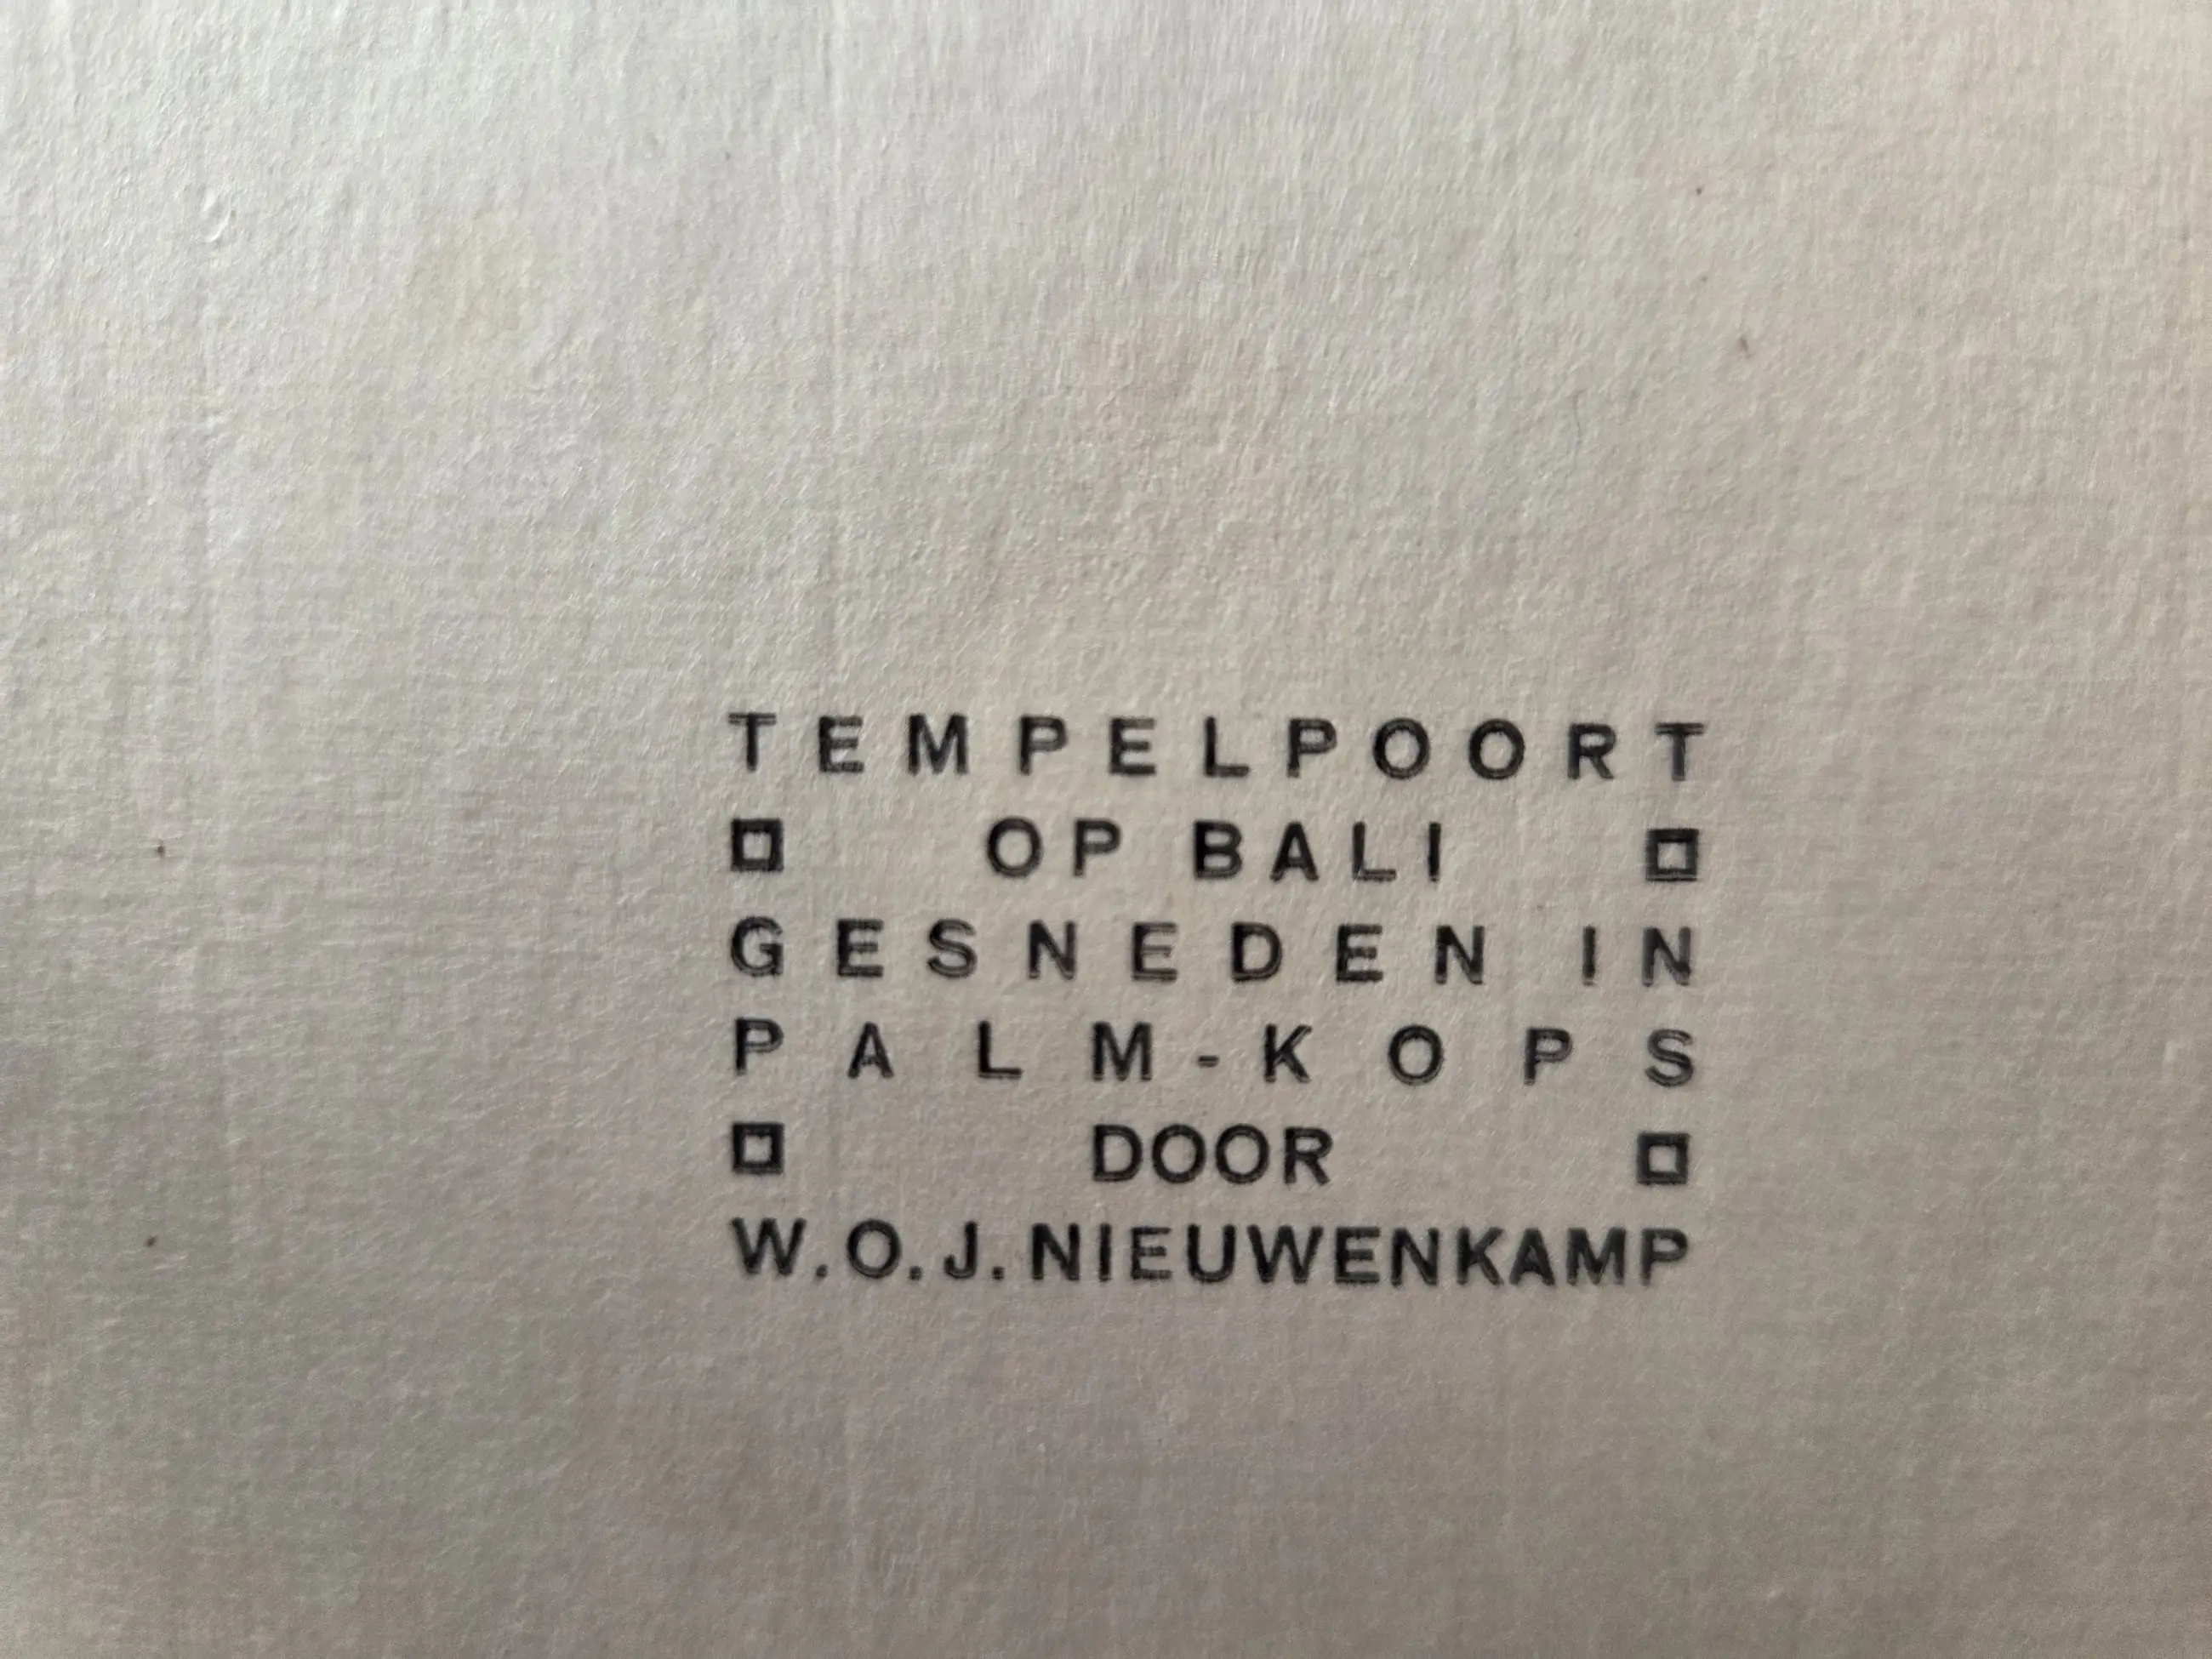 TEMPELPOORT
OP BALI
GESNEDEN IN
PALM-KOPS
DOOR
W.O.J. NIEUWENKAMP